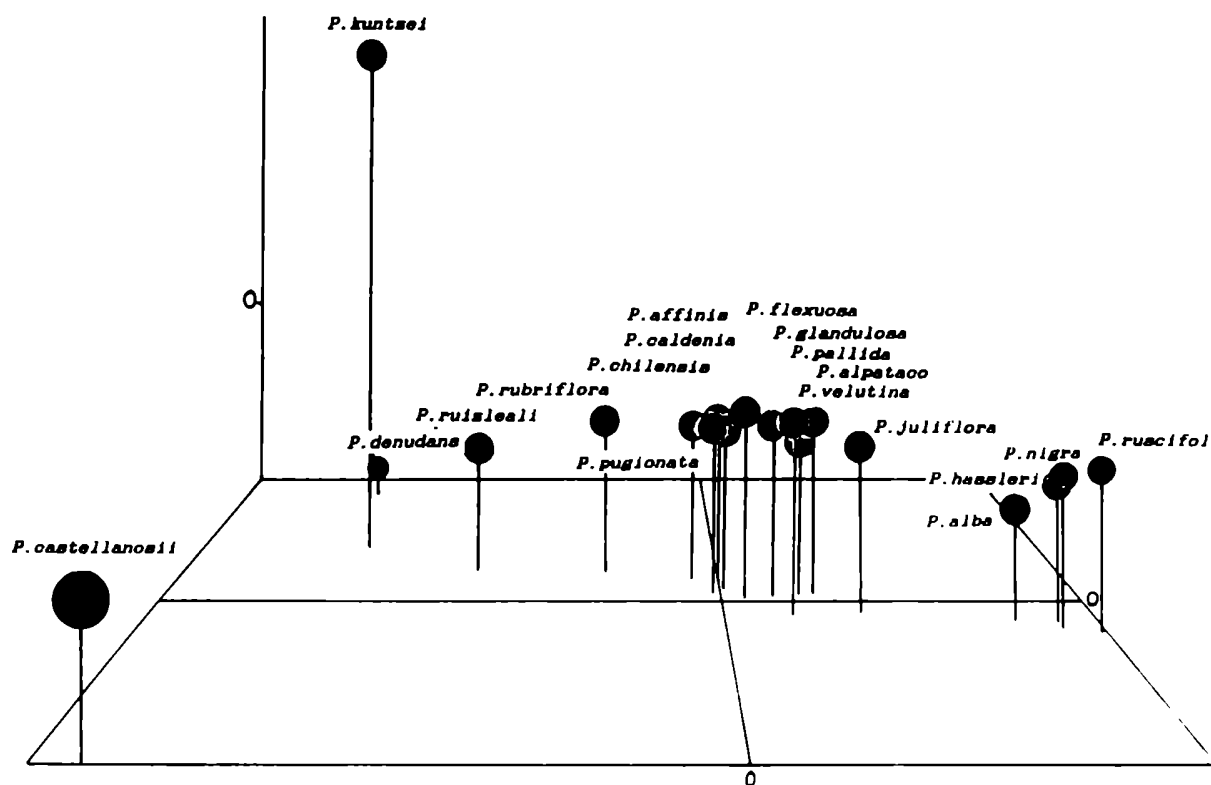 P.kuntzei
0
P.affinis
P.flexuosa
P.caldenia
P.glandulosa
P.chilensis
P.pallida
P.alpataco
P.rubriflora
P.velutina
P.ruizleali
P.juliflora
P.denudans
P.pugionata
P.nigra
P.ruscifol
P.hassleri
P.alba
P.castellanosii
0
0